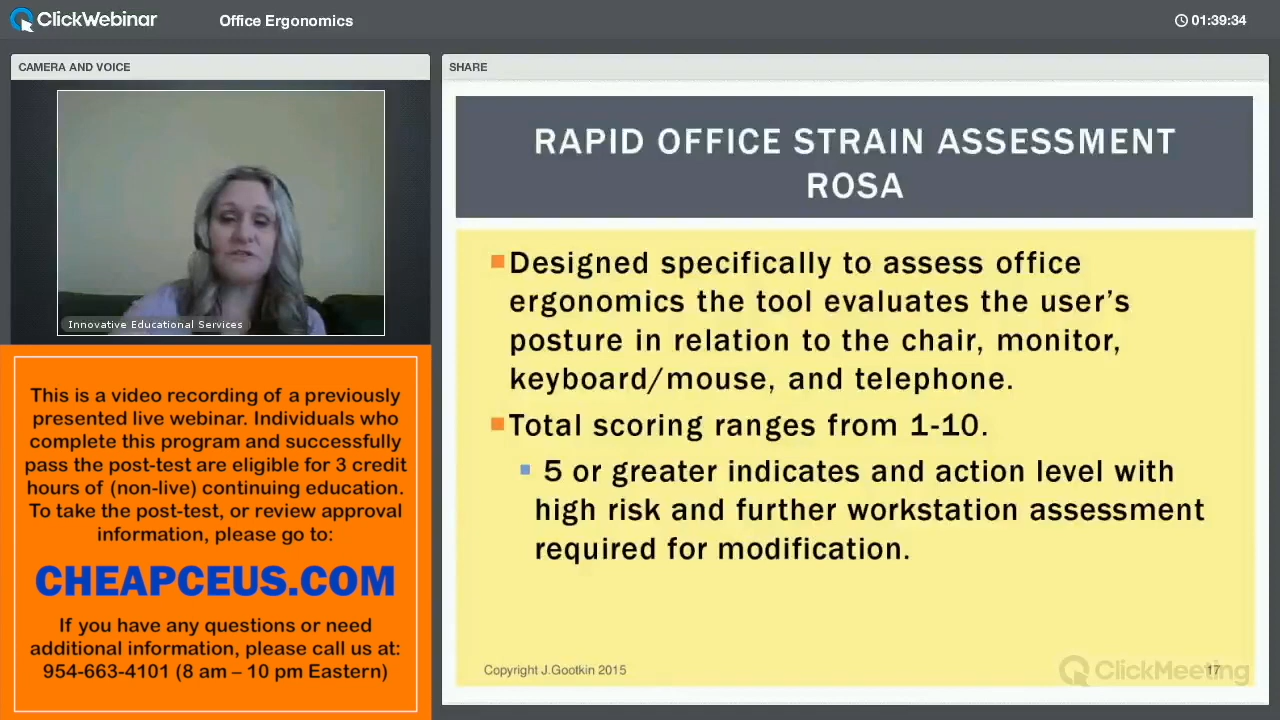 ClickWebinar
Office Ergonomics
01:39:34
CAMERA AND VOICE
Innovative Educational Services
This is a video recording of a previously
presented live webinar. Individuals who
complete this program and successfully
pass the post-test are eligible for 3 credit
hours of (non-live) continuing education.
To take the post-test, or review approval
information, please go to:
CHEAPCEUS.COM
If you have any questions or need
additional information, please call us at:
954-663-4101 (8 am – 10 pm Eastern)
SHARE
RAPID OFFICE STRAIN ASSESSMENT
ROSA
Designed specifically to assess office
ergonomics the tool evaluates the user's
posture in relation to the chair, monitor,
keyboard/mouse, and telephone.
Total scoring ranges from 1-10.
5 or greater indicates and action level with
high risk and further workstation assessment
required for modification.
Copyright J.Gootkin 2015
ClickMeeting
17